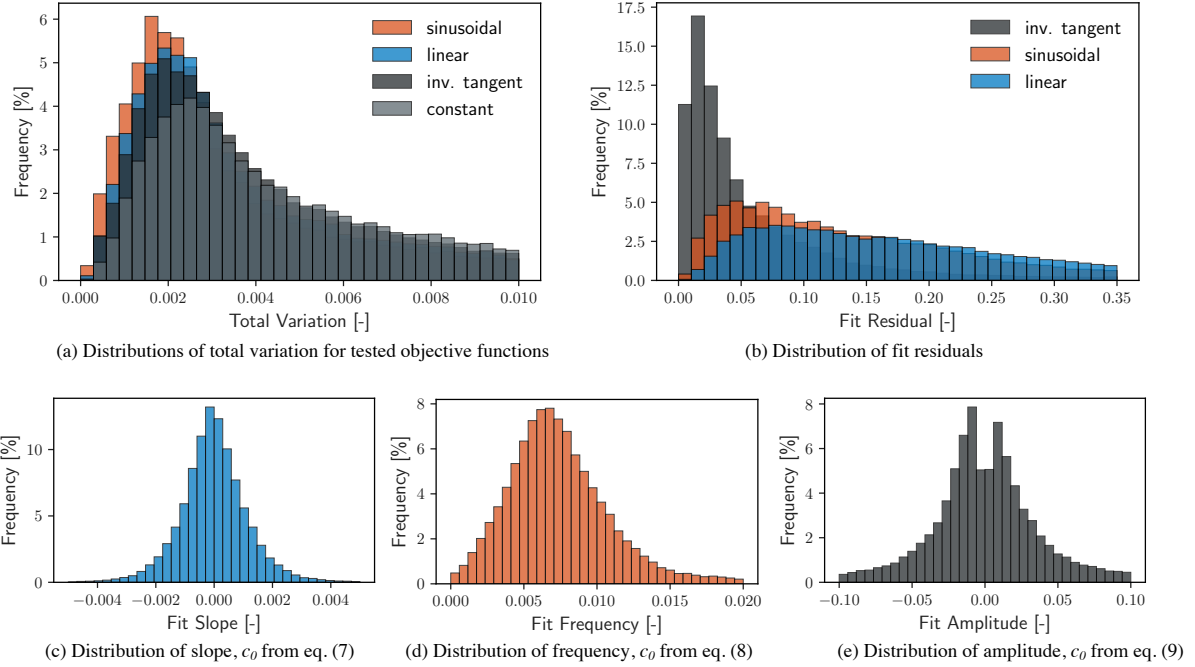 6
5
4
3
2
1
0
Frequency [%]
sinusoidal
linear
inv. tangent
constant
0.000
0.002
0.004
0.006
0.008
0.010
Total Variation [-]
(a) Distributions of total variation for tested objective functions
17.5
15.0
12.5
10.0
7.5
5.0
2.5
0.0
Frequency [%]
inv. tangent
sinusoidal
linear
0.00
0.05
0.10
0.15
0.20
0.25
0.30
0.35
Fit Residual [-]
(b) Distribution of fit residuals
10
5
0
Frequency [%]
−0.004
−0.002
0.000
0.002
0.004
Fit Slope [-]
(c) Distribution of slope, c0 from eq. (7)
8
6
4
2
0
Frequency [%]
0.000
0.005
0.010
0.015
0.020
Fit Frequency [-]
(d) Distribution of frequency, c0 from eq. (8)
8
6
4
2
0
Frequency [%]
−0.10
−0.05
0.00
0.05
0.10
Fit Amplitude [-]
(e) Distribution of amplitude, c0 from eq. (9)